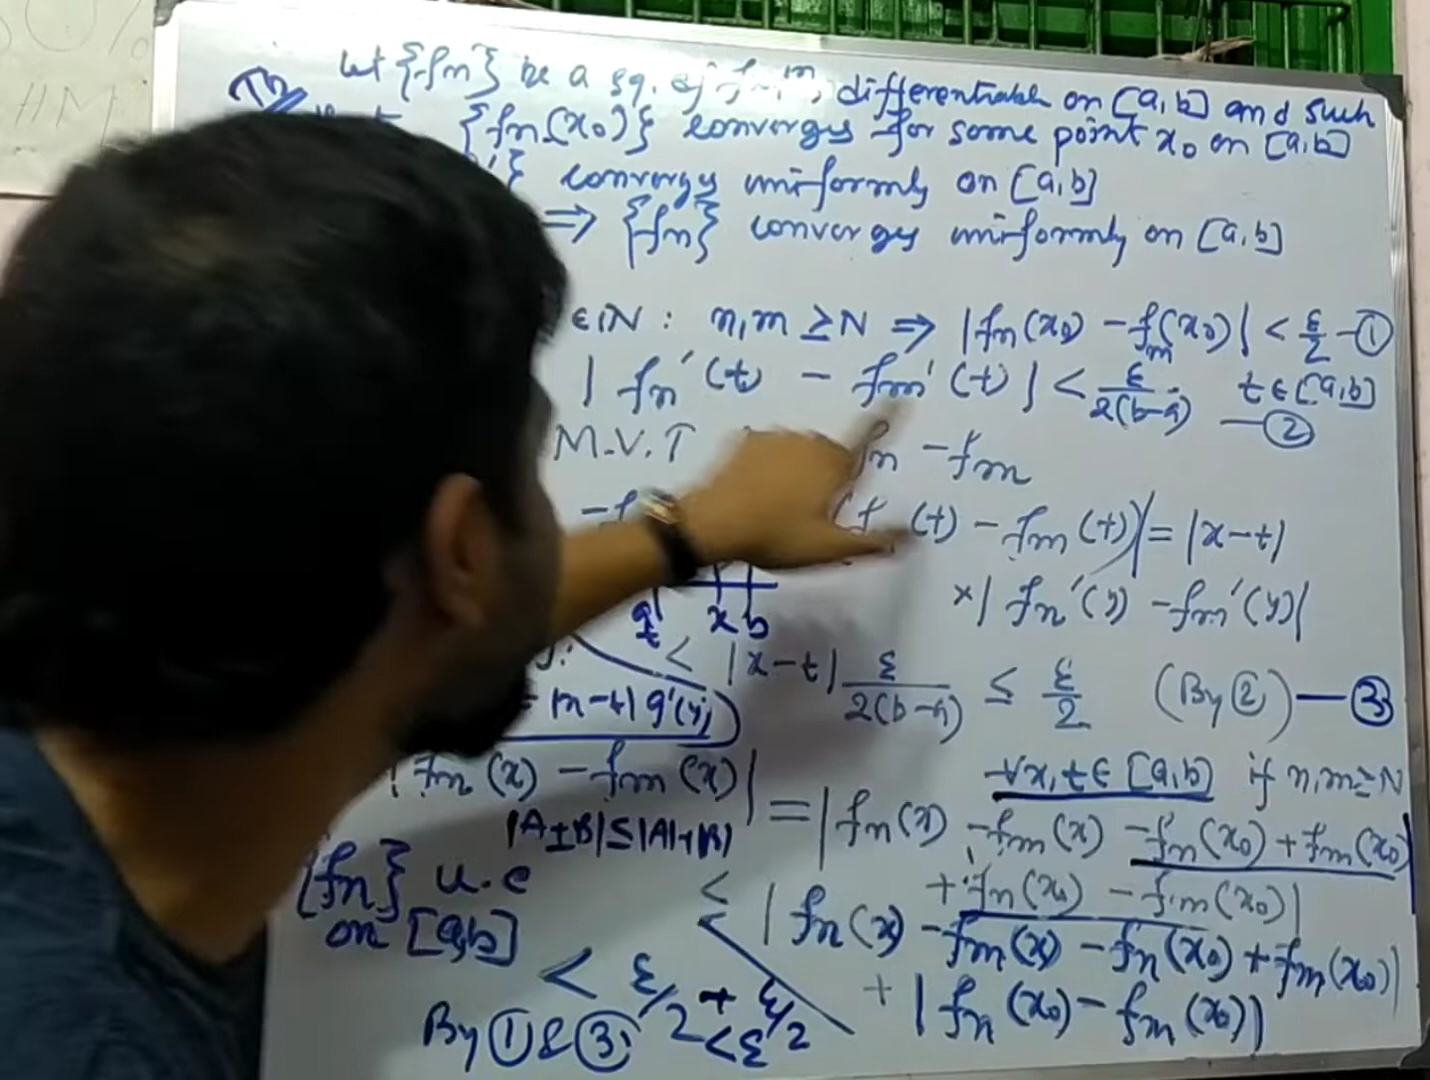 Let {fn} be a sq. of differentiable on [a,b] and such
{fn(x₀)} converges for some point x₀ on [a,b]
'} converges uniformly on [a,b]
⇒ {fn} converges uniformly on [a,b]
∈ℕ : n,m ≥ N ⇒ |fn(x₀) - fm(x₀)| < ε/2 —①
|fn'(t) - fm'(t)| < ε/2(b-a) t∈[a,b]
—②
M.V.T fn - fm
(t) - fm(t))| = |x-t|
×|fn'(y) - fm'(y)|
a t x b
< |x-t| ε/2(b-a) ≤ ε/2 (By ②) —③
|x-t| g'(y)
∀x,t∈[a,b] if n,m≥N
|fn(x) - fm(x)| = |fn(x) - fm(x) - fn(x₀) + fm(x₀)
+ fn(x₀) - fm(x₀)|
|A±B|≤|A|+|B|
< |fn(x) - fm(x) - fn(x₀) + fm(x₀)|
+ |fn(x₀) - fm(x₀)|
{fn} u.c
on [a,b]
< ε/2 + ε/2
By ① & ③ < ε